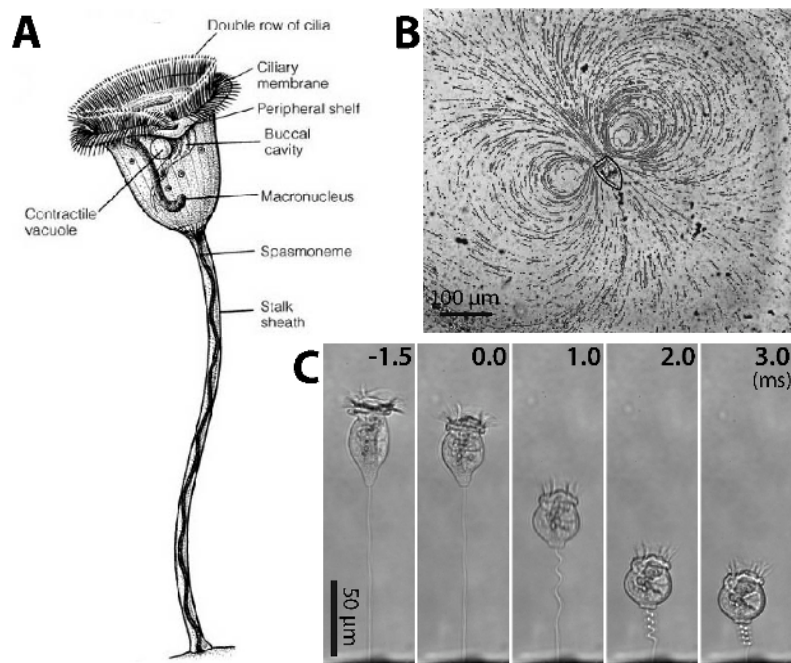 A
Double row of cilia
Ciliary
membrane
Peripheral shelf
Buccal
cavity
Macronucleus
Contractile
vacuole
Spasmoneme
Stalk
sheath
B
100 µm
C
-1.5
0.0
1.0
2.0
3.0
(ms)
50 µm